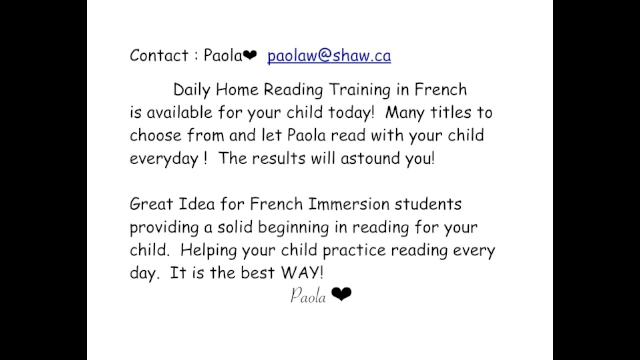 Contact : Paola❤ paolaw@shaw.ca
Daily Home Reading Training in French
is available for your child today! Many titles to
choose from and let Paola read with your child
everyday ! The results will astound you!
Great Idea for French Immersion students
providing a solid beginning in reading for your
child. Helping your child practice reading every
day. It is the best WAY!
Paola ❤